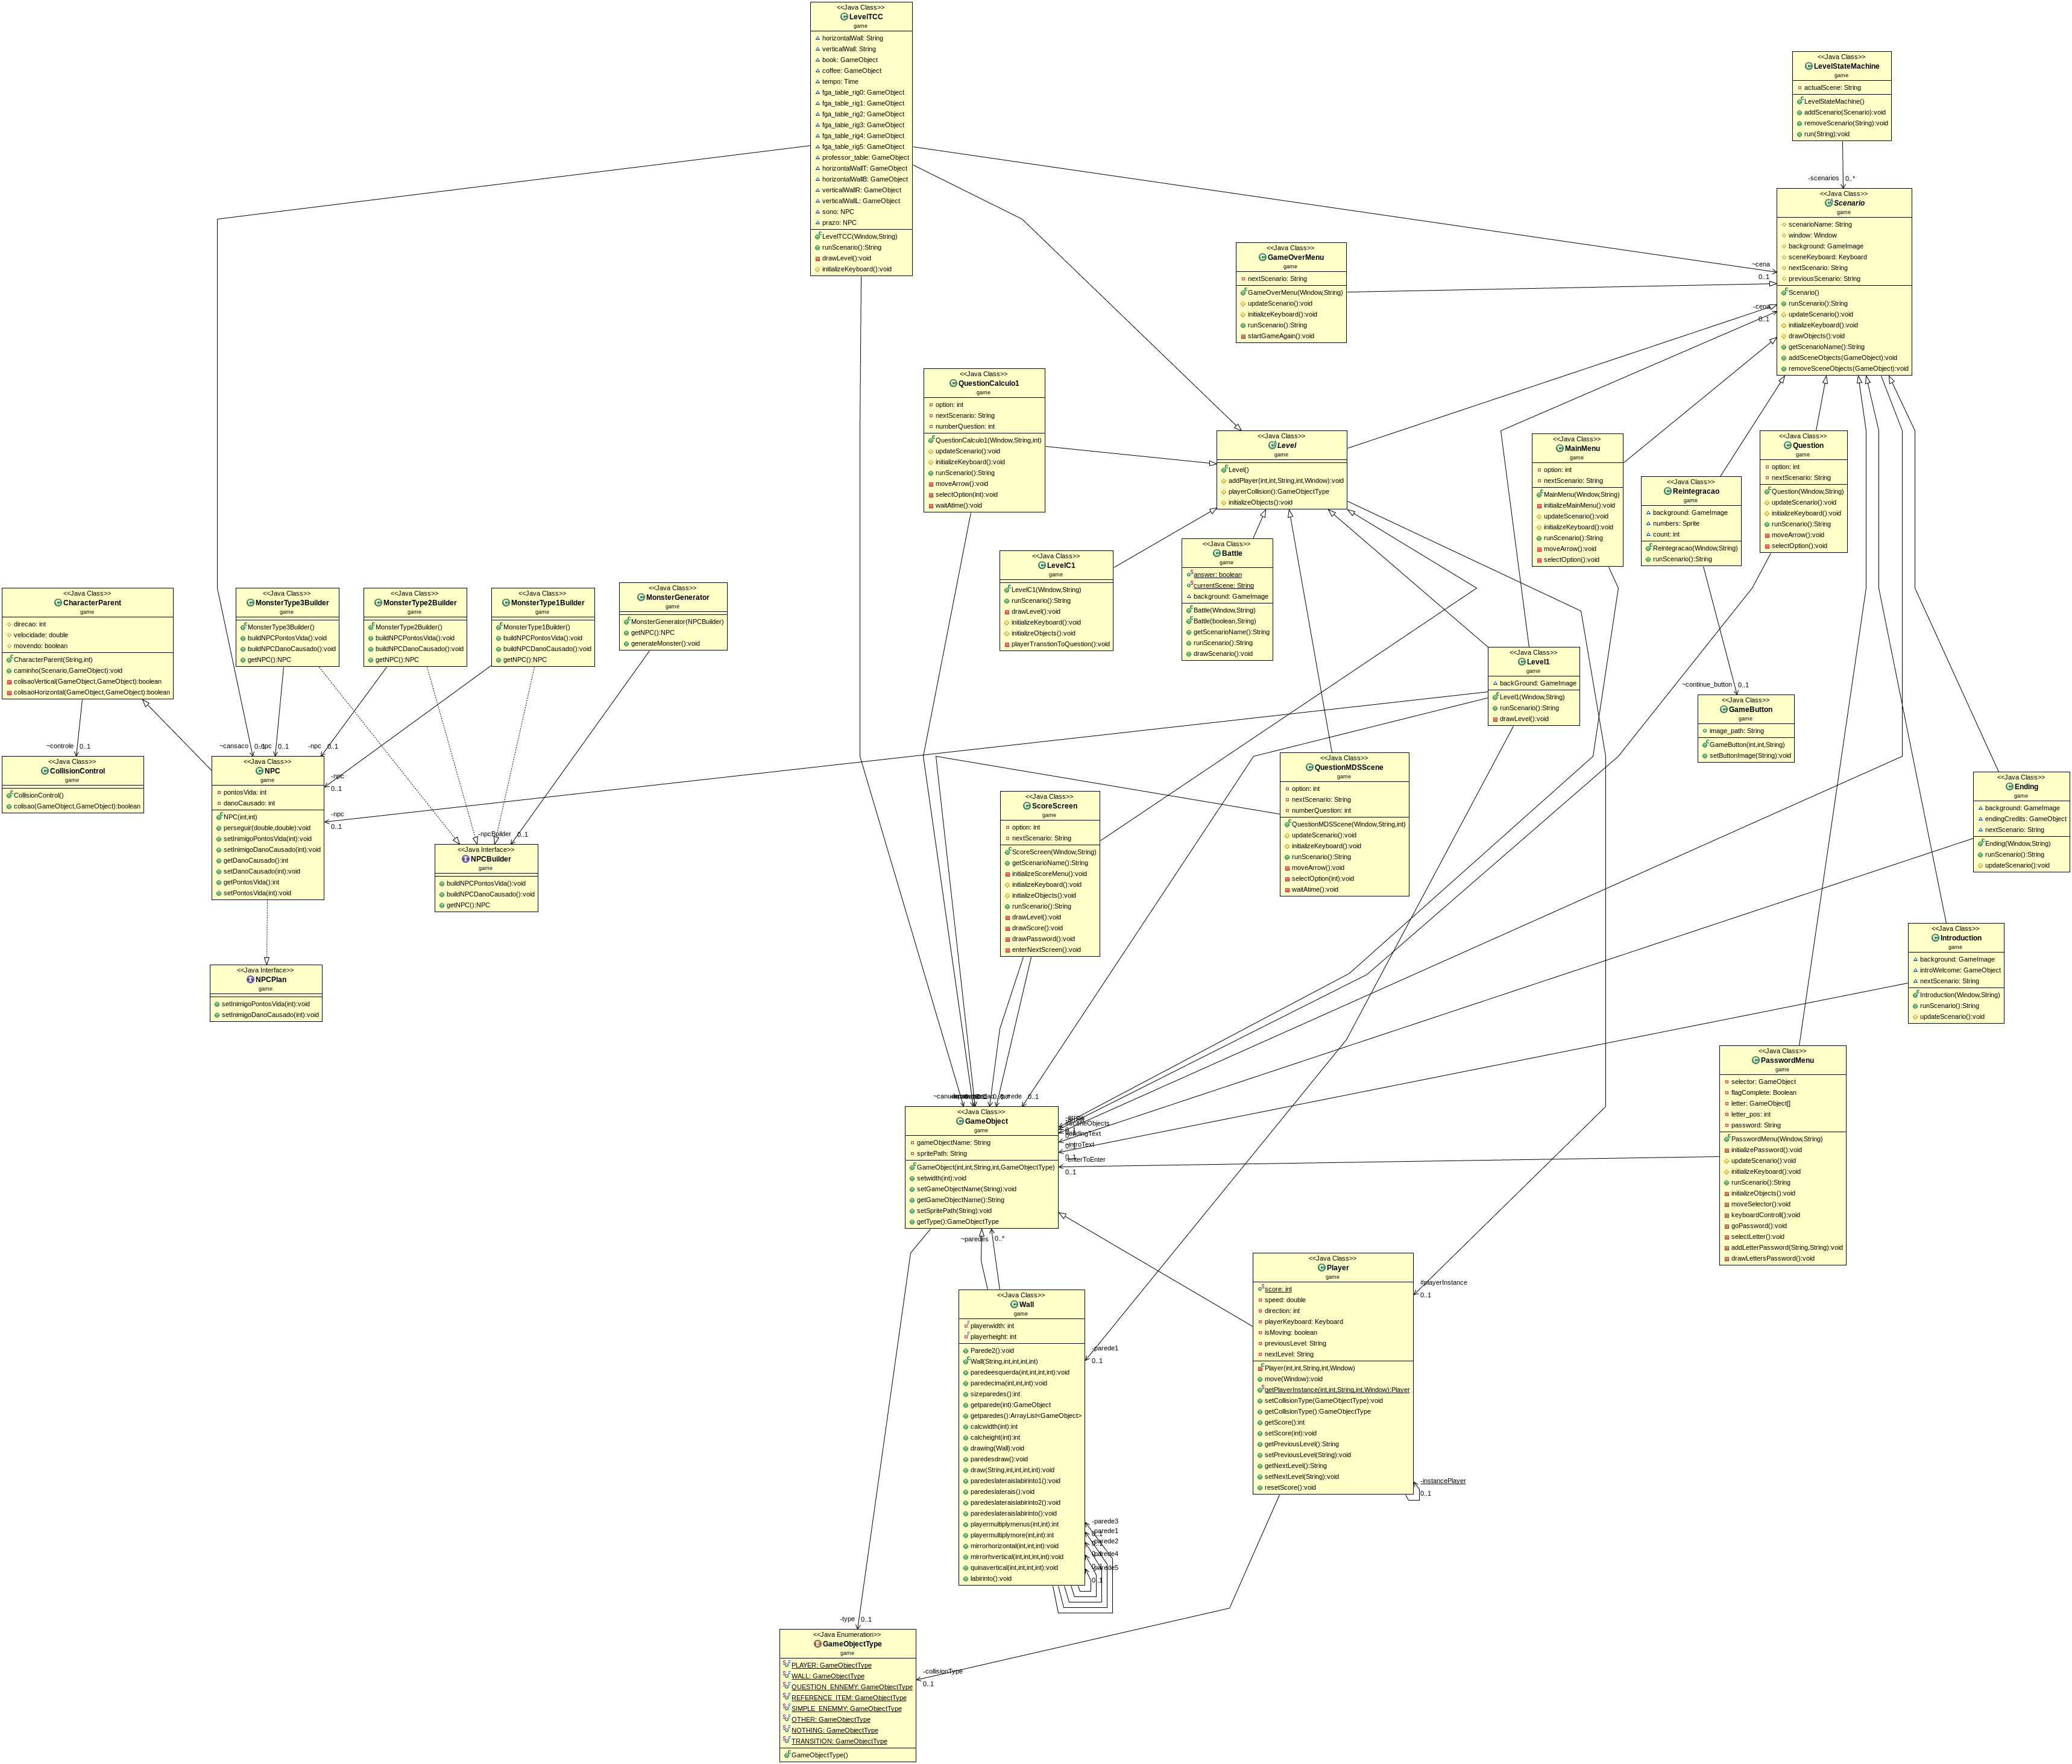 <<Java Class>>
LevelTCC
game
horizontalWall: String
verticalWall: String
book: GameObject
coffee: GameObject
tempo: Time
fga_table_rig0: GameObject
fga_table_rig1: GameObject
fga_table_rig2: GameObject
fga_table_rig3: GameObject
fga_table_rig4: GameObject
fga_table_rig5: GameObject
professor_table: GameObject
horizontalWallT: GameObject
horizontalWallB: GameObject
verticalWallR: GameObject
verticalWallL: GameObject
sono: NPC
prazo: NPC
LevelTCC(Window,String)
runScenario():String
drawLevel():void
initializeKeyboard():void
<<Java Class>>
LevelStateMachine
game
actualScene: String
LevelStateMachine()
addScenario(Scenario):void
removeScenario(String):void
run(String):void
-scenarios 0..*
<<Java Class>>
Scenario
game
scenarioName: String
window: Window
background: GameImage
sceneKeyboard: Keyboard
nextScenario: String
previousScenario: String
Scenario()
runScenario():String
updateScenario():void
initializeKeyboard():void
drawObjects():void
getScenarioName():String
addSceneObjects(GameObject):void
removeSceneObjects(GameObject):void
~cena
0..1
-cena
0..1
<<Java Class>>
GameOverMenu
game
nextScenario: String
GameOverMenu(Window,String)
updateScenario():void
initializeKeyboard():void
runScenario():String
startGameAgain():void
<<Java Class>>
QuestionCalculo1
game
option: int
nextScenario: String
numberQuestion: int
QuestionCalculo1(Window,String,int)
updateScenario():void
initializeKeyboard():void
runScenario():String
moveArrow():void
selectOption(int):void
waitAtime():void
<<Java Class>>
Level
game
Level()
addPlayer(int,int,String,int,Window):void
playerCollision():GameObjectType
initializeObjects():void
<<Java Class>>
MainMenu
game
option: int
nextScenario: String
MainMenu(Window,String)
initializeMainMenu():void
updateScenario():void
initializeKeyboard():void
runScenario():String
moveArrow():void
selectOption():void
<<Java Class>>
Question
game
option: int
nextScenario: String
Question(Window,String)
updateScenario():void
initializeKeyboard():void
runScenario():String
moveArrow():void
selectOption():void
<<Java Class>>
Reintegracao
game
background: GameImage
numbers: Sprite
count: int
Reintegracao(Window,String)
runScenario():String
<<Java Class>>
LevelC1
game
LevelC1(Window,String)
runScenario():String
drawLevel():void
initializeKeyboard():void
initializeObjects():void
playerTranstionToQuestion():void
<<Java Class>>
Battle
game
answer: boolean
currentScene: String
background: GameImage
Battle(Window,String)
Battle(boolean,String)
getScenarioName():String
runScenario():String
drawScenario():void
<<Java Class>>
CharacterParent
game
direcao: int
velocidade: double
movendo: boolean
CharacterParent(String,int)
caminho(Scenario,GameObject):void
colisaoVertical(GameObject,GameObject):boolean
colisaoHorizontal(GameObject,GameObject):boolean
<<Java Class>>
MonsterType3Builder
game
MonsterType3Builder()
buildNPCPontosVida():void
buildNPCDanoCausado():void
getNPC():NPC
<<Java Class>>
MonsterType2Builder
game
MonsterType2Builder()
buildNPCPontosVida():void
buildNPCDanoCausado():void
getNPC():NPC
<<Java Class>>
MonsterType1Builder
game
MonsterType1Builder()
buildNPCPontosVida():void
buildNPCDanoCausado():void
getNPC():NPC
<<Java Class>>
MonsterGenerator
game
MonsterGenerator(NPCBuilder)
getNPC():NPC
generateMonster():void
<<Java Class>>
Level1
game
backGround: GameImage
Level1(Window,String)
runScenario():String
drawLevel():void
~continue_button 0..1
<<Java Class>>
GameButton
game
image_path: String
GameButton(int,int,String)
setButtonImage(String):void
~controle 0..1
<<Java Class>>
CollisionControl
game
CollisionControl()
colisao(GameObject,GameObject):boolean
~cansaco
0..1
-npc 0..1
-npc
0..1
-npc
0..1
<<Java Class>>
NPC
game
pontosVida: int
danoCausado: int
NPC(int,int)
perseguir(double,double):void
setInimigoPontosVida(int):void
setInimigoDanoCausado(int):void
getDanoCausado():int
setDanoCausado(int):void
getPontosVida():int
setPontosVida(int):void
-npcBuilder 0..1
<<Java Interface>>
NPCBuilder
game
buildNPCPontosVida():void
buildNPCDanoCausado():void
getNPC():NPC
<<Java Interface>>
NPCPlan
game
setInimigoPontosVida(int):void
setInimigoDanoCausado(int):void
<<Java Class>>
QuestionMDSScene
game
option: int
nextScenario: String
numberQuestion: int
QuestionMDSScene(Window,String,int)
updateScenario():void
initializeKeyboard():void
runScenario():String
moveArrow():void
selectOption(int):void
waitAtime():void
<<Java Class>>
ScoreScreen
game
option: int
nextScenario: String
ScoreScreen(Window,String)
getScenarioName():String
initializeScoreMenu():void
initializeKeyboard():void
initializeObjects():void
runScenario():String
drawLevel():void
drawScore():void
drawPassword():void
enterNextScreen():void
<<Java Class>>
Ending
game
background: GameImage
endingCredits: GameObject
nextScenario: String
Ending(Window,String)
runScenario():String
updateScenario():void
<<Java Class>>
Introduction
game
background: GameImage
introWelcome: GameObject
nextScenario: String
Introduction(Window,String)
runScenario():String
updateScenario():void
<<Java Class>>
PasswordMenu
game
selector: GameObject
flagComplete: Boolean
letter: GameObject[]
letter_pos: int
password: String
PasswordMenu(Window,String)
initializePassword():void
updateScenario():void
initializeKeyboard():void
runScenario():String
initializeObjects():void
moveSelector():void
keyboardControll():void
goPassword():void
selectLetter():void
addLetterPassword(String,String):void
drawLettersPassword():void
0..1
<<Java Class>>
GameObject
game
gameObjectName: String
spritePath: String
GameObject(int,int,String,int,GameObjectType)
setwidth(int):void
setGameObjectName(String):void
getGameObjectName():String
setSpritePath(String):void
getType():GameObjectType
-enterToEnter
0..1
~paredes 0..*
<<Java Class>>
Wall
game
playerwidth: int
playerheight: int
Parede2():void
Wall(String,int,int,int,int)
paredeesquerda(int,int,int,int):void
paredecima(int,int,int):void
sizeparedes():int
getparede(int):GameObject
getparedes():ArrayList<GameObject>
calcwidth(int):int
calcheight(int):int
drawing(Wall):void
paredesdraw():void
draw(String,int,int,int,int):void
paredeslateraislabirinto1():void
paredeslaterais():void
paredeslateraislabirinto2():void
paredeslateraislabirinto():void
playermultiplymenus(int,int):int
playermultiplymore(int,int):int
mirrorhorizontal(int,int,int):void
mirrorhvertical(int,int,int,int):void
quinavertical(int,int,int,int):void
labirinto():void
-parede1
0..1
-parede3
-parede1
-parede2
0..1
<<Java Class>>
Player
game
score: int
speed: double
direction: int
playerKeyboard: Keyboard
isMoving: boolean
previousLevel: String
nextLevel: String
Player(int,int,String,int,Window)
move(Window):void
getPlayerInstance(int,int,String,int,Window):Player
setCollisionType(GameObjectType):void
getCollisionType():GameObjectType
getScore():int
setScore(int):void
getPreviousLevel():String
setPreviousLevel(String):void
getNextLevel():String
setNextLevel(String):void
resetScore():void
#playerInstance
0..1
-instancePlayer
0..1
-type 0..1
<<Java Enumeration>>
GameObjectType
game
PLAYER: GameObjectType
WALL: GameObjectType
QUESTION_ENNEMY: GameObjectType
REFERENCE_ITEM: GameObjectType
SIMPLE_ENEMMY: GameObjectType
OTHER: GameObjectType
NOTHING: GameObjectType
TRANSITION: GameObjectType
GameObjectType()
-collisionType
0..1